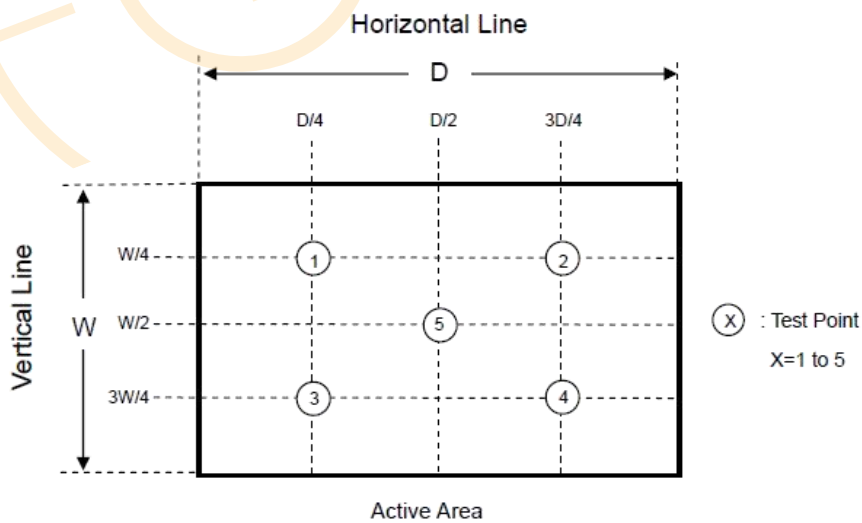 Horizontal Line
D
D/4 D/2 3D/4
Vertical Line
W
W/4
W/2
3W/4
1 2
5
3 4
X : Test Point
X=1 to 5
Active Area